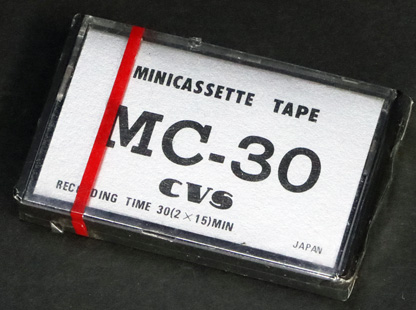 MINICASSETTE TAPE
MC-30
CVS
RECORDING TIME 30(2×15)MIN
JAPAN